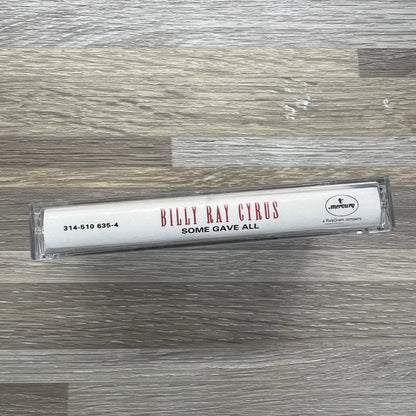 314-510 635-4
BILLY RAY CYRUS
SOME GAVE ALL
mercury
a PolyGram company